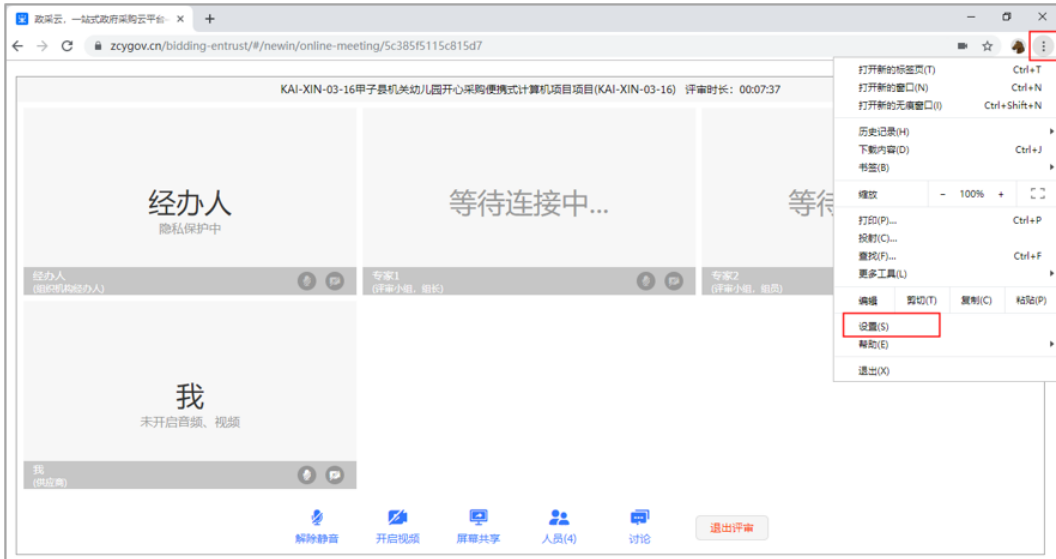 政采云，一站式政府采购云平台-
zcygov.cn/bidding-entrust/#/newin/online-meeting/5c385f5115c815d7
KAI-XIN-03-16甲子县机关幼儿园开心采购便携式计算机项目项目(KAI-XIN-03-16) 评审时长：00:07:37
经办人
隐私保护中
经办人
(组织机构经办人)
等待连接中...
专家1
(评审小组、组长)
等待
专家2
(评审小组、组员)
我
未开启音频、视频
我
(供应商)
解除静音
开启视频
屏幕共享
人员(4)
讨论
退出评审
打开新的标签页(T) Ctrl+T
打开新的窗口(N) Ctrl+N
打开新的无痕窗口(I) Ctrl+Shift+N
历史记录(H)
下载内容(D) Ctrl+J
书签(B)
缩放 - 100% +
打印(P)... Ctrl+P
投射(C)...
查找(F)... Ctrl+F
更多工具(L)
编辑 剪切(T) 复制(C) 粘贴(P)
设置(S)
帮助(E)
退出(X)